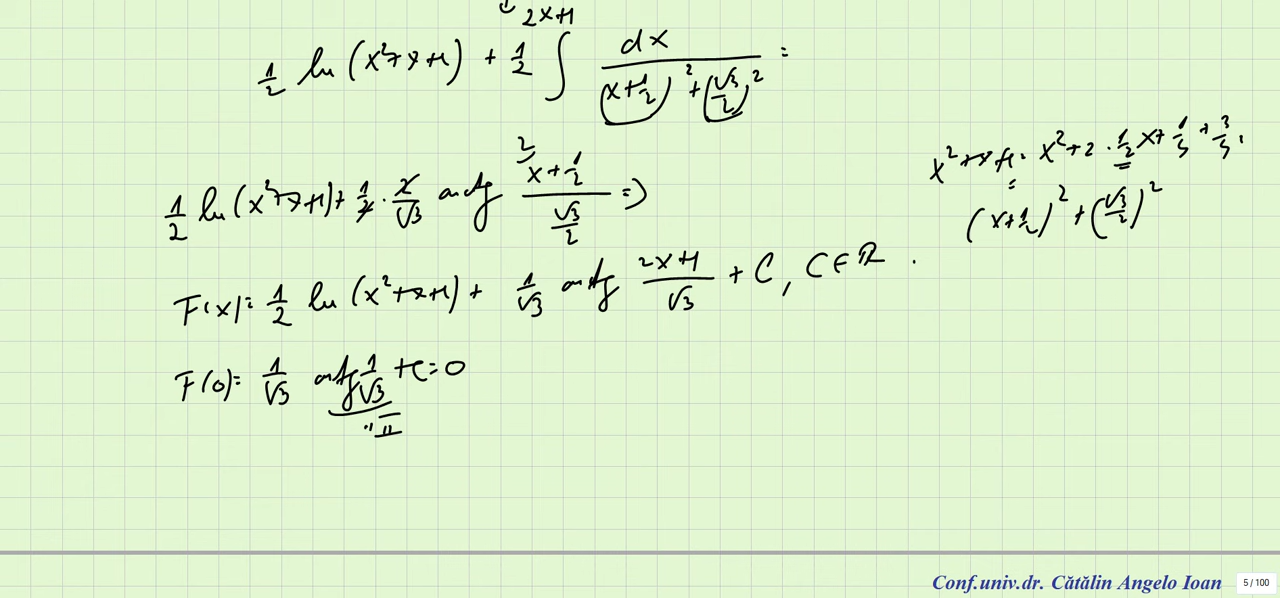 2x+1
1/2 ln (x²+x+1) + 1/2 ∫ dx / ((x+1/2)² + (√3/2)²) =
x²+x+1 = x² + 2 · 1/2 x + 1/4 + 3/4 =
= (x+1/2)² + (√3/2)²
1/2 ln (x²+x+1) + 1/2 · 2/√3 arctg (x+1/2)/(√3/2) =>
F(x) = 1/2 ln (x²+x+1) + 1/√3 arctg (2x+1)/√3 + C, C∈ℝ .
F(0) = 1/√3 arctg 1/√3 + C = 0
" π
Conf.univ.dr. Cătălin Angelo Ioan
5 / 100